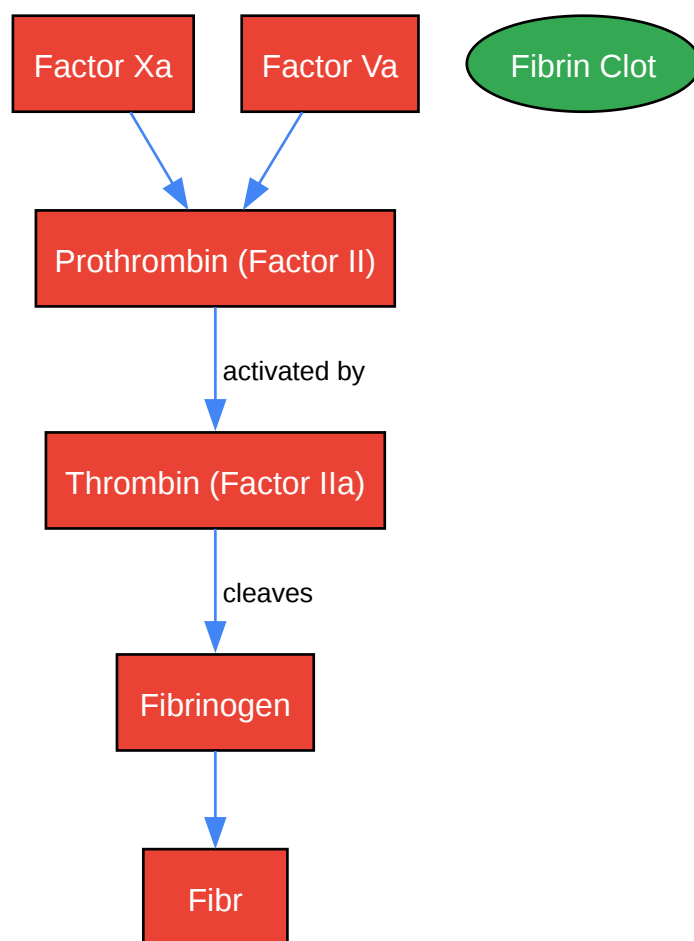 Factor Xa
Factor Va
Fibrin Clot
Prothrombin (Factor II)
activated by
Thrombin (Factor IIa)
cleaves
Fibrinogen
Fibr